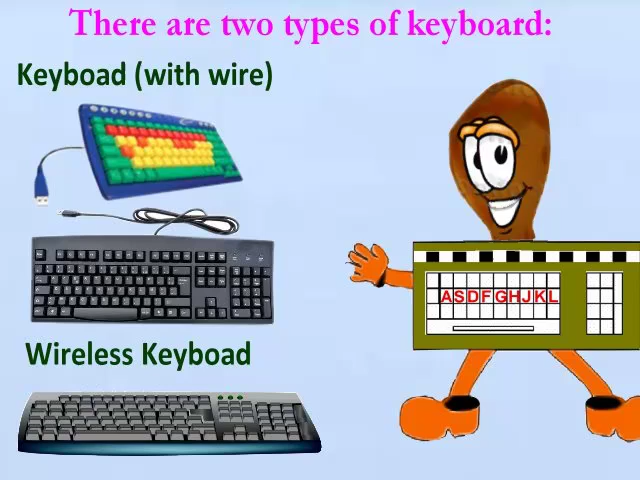 There are two types of keyboard:
Keyboad (with wire)
ASDFGHJKL
Wireless Keyboad